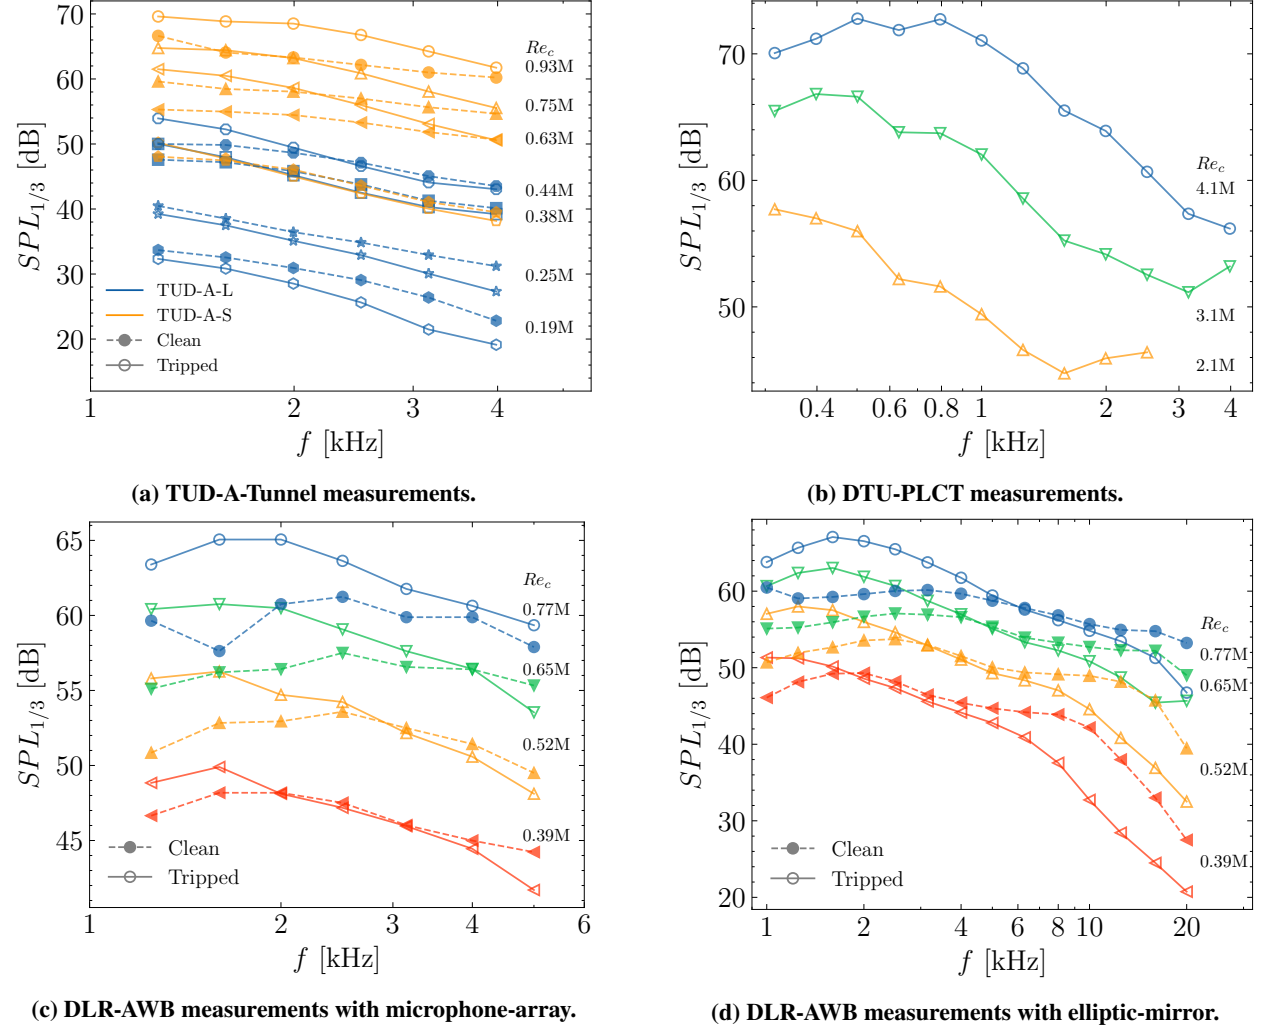 70
60
50
40
30
20
SPL1/3 [dB]
Re_c
0.93M
0.75M
0.63M
0.44M
0.38M
0.25M
0.19M
TUD-A-L
TUD-A-S
Clean
Tripped
1 2 3 4
f [kHz]
(a) TUD-A-Tunnel measurements.
70
60
50
SPL1/3 [dB]
Re_c
4.1M
3.1M
2.1M
0.4 0.6 0.8 1 2 3 4
f [kHz]
(b) DTU-PLCT measurements.
65
60
55
50
45
SPL1/3 [dB]
Re_c
0.77M
0.65M
0.52M
0.39M
Clean
Tripped
1 2 3 4 6
f [kHz]
(c) DLR-AWB measurements with microphone-array.
60
50
40
30
20
SPL1/3 [dB]
Re_c
0.77M
0.65M
0.52M
0.39M
Clean
Tripped
1 2 4 6 8 10 20
f [kHz]
(d) DLR-AWB measurements with elliptic-mirror.